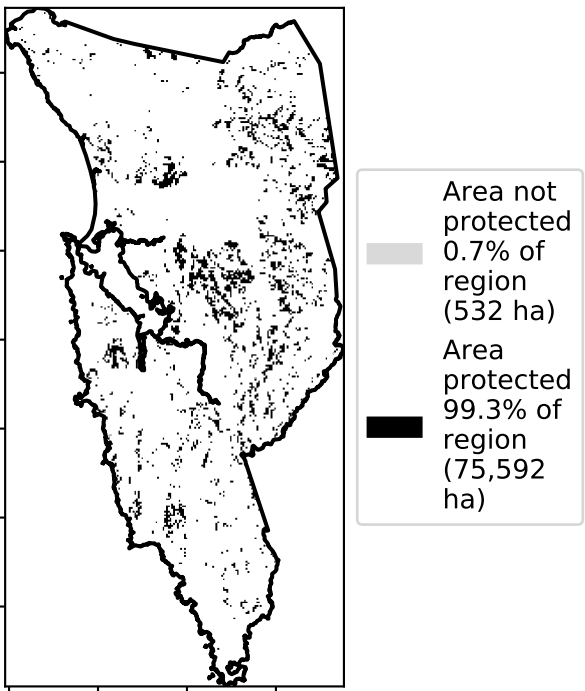 Area not
protected
0.7% of
region
(532 ha)
Area
protected
99.3% of
region
(75,592
ha)